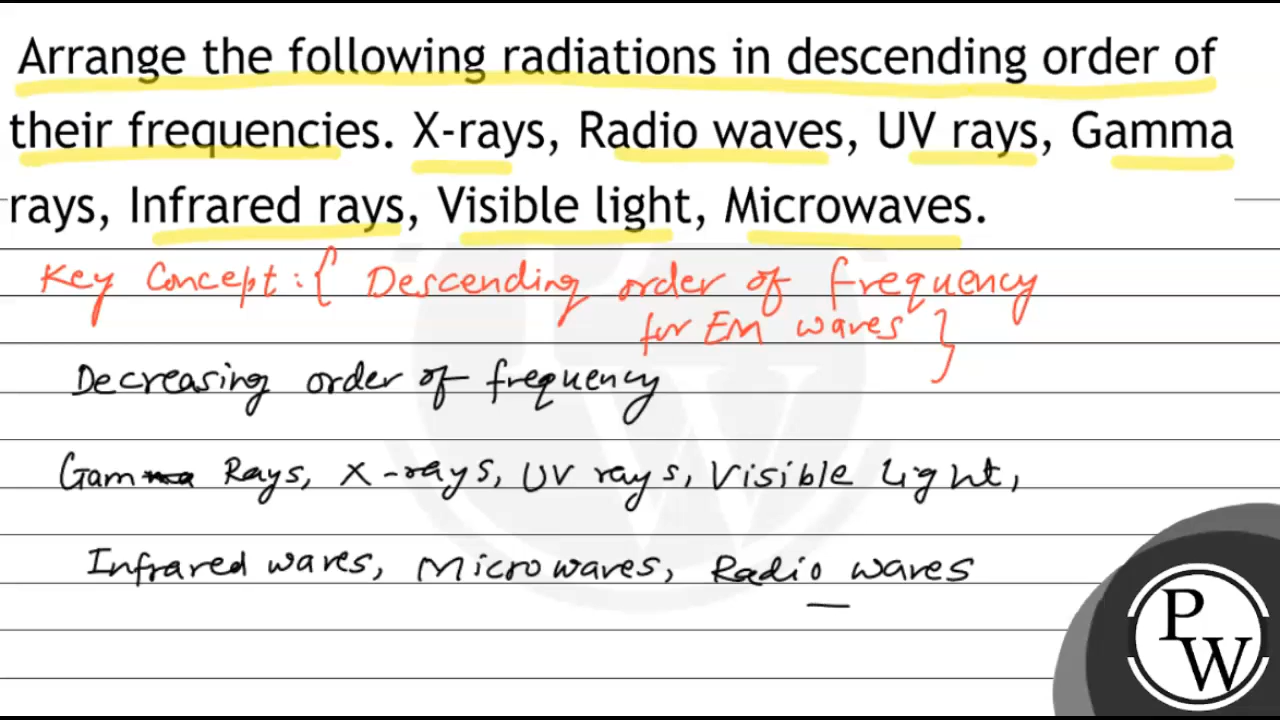 Arrange the following radiations in descending order of
their frequencies. X-rays, Radio waves, UV rays, Gamma
rays, Infrared rays, Visible light, Microwaves.
Key Concept: { Descending order of frequency
for EM waves }
Decreasing order of frequency
Gamma Rays, X-rays, UV rays, Visible Light,
Infrared waves, Microwaves, Radio waves
PW